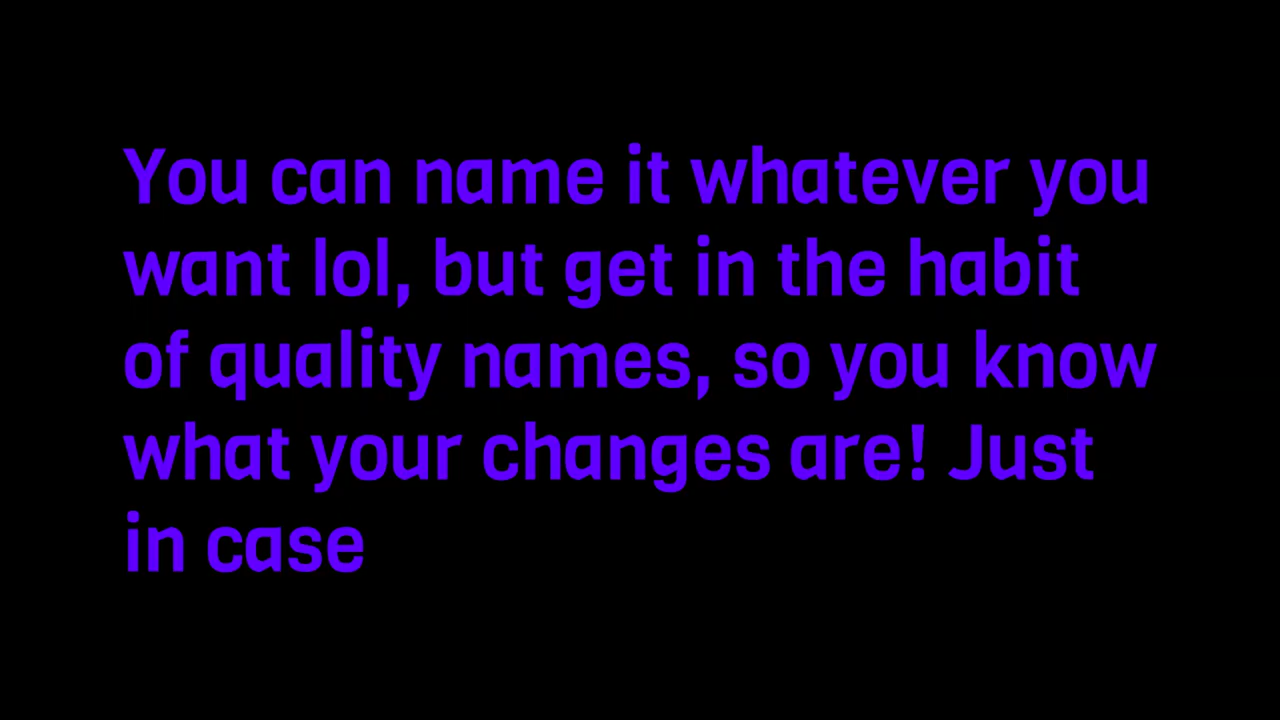 You can name it whatever you
want lol, but get in the habit
of quality names, so you know
what your changes are! Just
in case